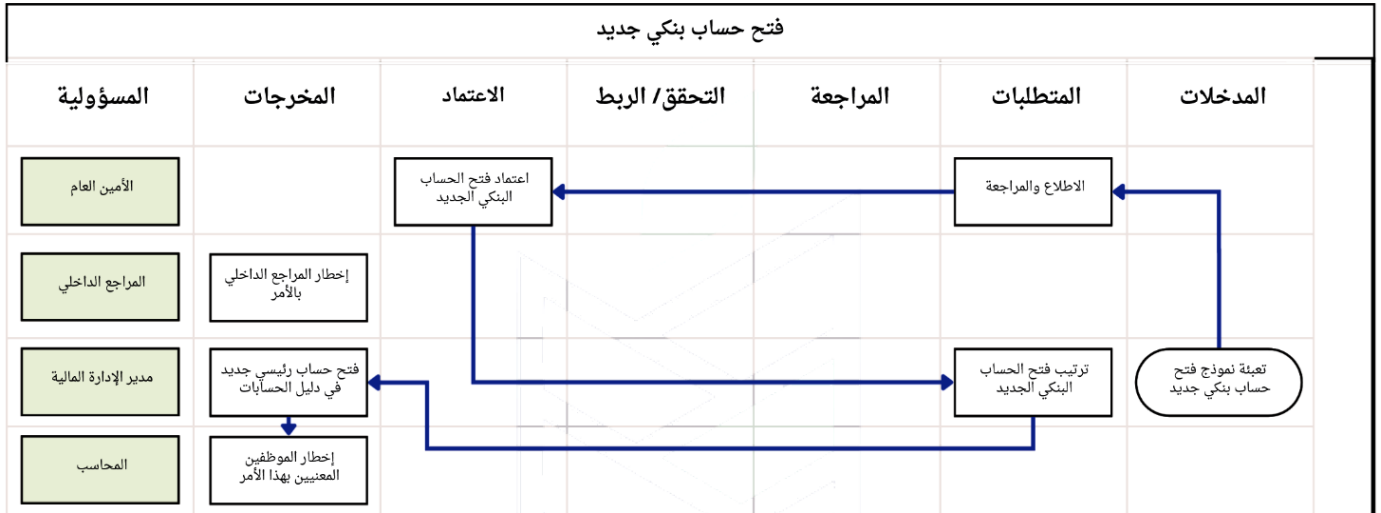 فتح حساب بنكي جديد
المدخلات
المتطلبات
المراجعة
التحقق/ الربط
الاعتماد
المخرجات
المسؤولية
الاطلاع والمراجعة
اعتماد فتح الحساب
البنكي الجديد
الأمين العام
إخطار المراجع الداخلي
بالأمر
المراجع الداخلي
تعبئة نموذج فتح
حساب بنكي جديد
ترتيب فتح الحساب
البنكي الجديد
فتح حساب رئيسي جديد
في دليل الحسابات
مدير الإدارة المالية
إخطار الموظفين
المعنيين بهذا الأمر
المحاسب